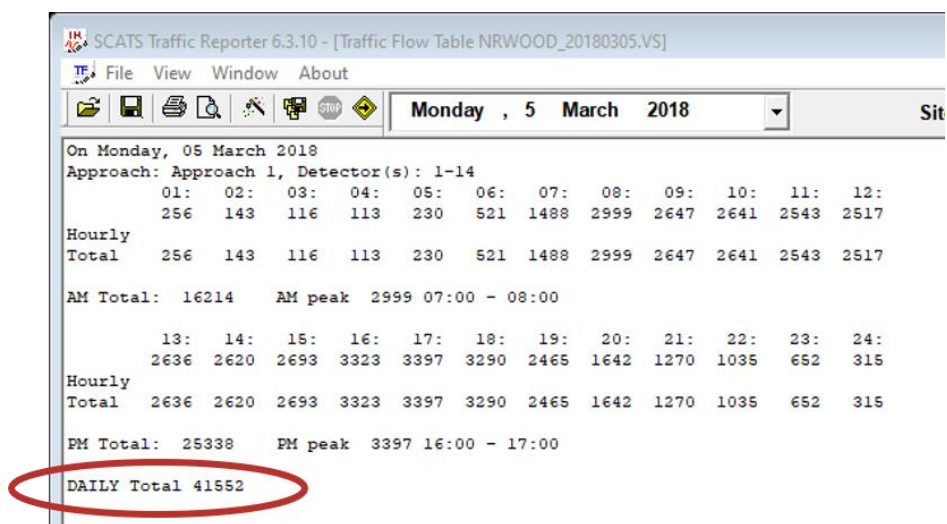 SCATS Traffic Reporter 6.3.10 - [Traffic Flow Table NRWOOD_20180305.VS]
File View Window About
Monday , 5 March 2018
On Monday, 05 March 2018
Approach: Approach 1, Detector(s): 1-14
01: 02: 03: 04: 05: 06: 07: 08: 09: 10: 11: 12:
256 143 116 113 230 521 1488 2999 2647 2641 2543 2517
Hourly
Total 256 143 116 113 230 521 1488 2999 2647 2641 2543 2517
AM Total: 16214 AM peak 2999 07:00 - 08:00
13: 14: 15: 16: 17: 18: 19: 20: 21: 22: 23: 24:
2636 2620 2693 3323 3397 3290 2465 1642 1270 1035 652 315
Hourly
Total 2636 2620 2693 3323 3397 3290 2465 1642 1270 1035 652 315
PM Total: 25338 PM peak 3397 16:00 - 17:00
DAILY Total 41552